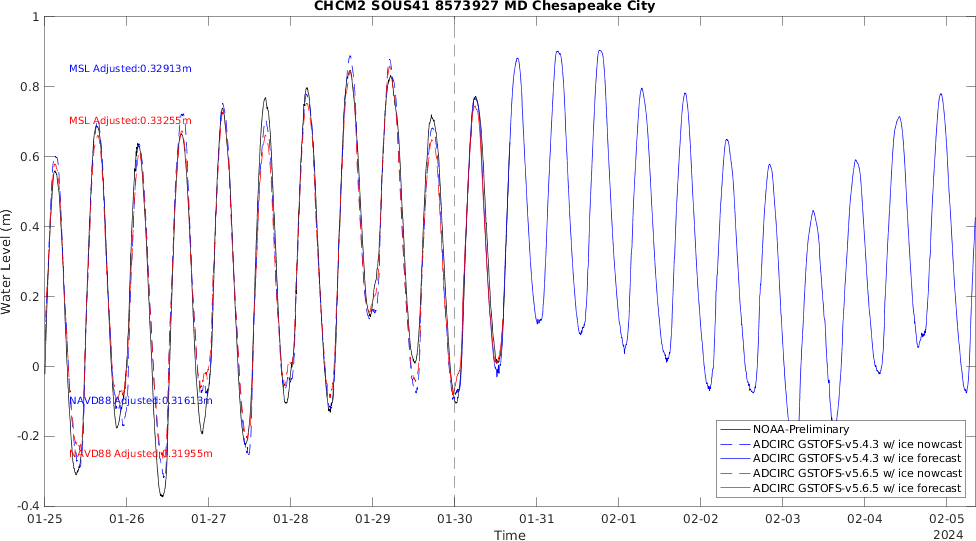 CHCM2 SOUS41 8573927 MD Chesapeake City
1
0.8
0.6
0.4
0.2
0
-0.2
-0.4
Water Level (m)
MSL Adjusted:0.32913m
MSL Adjusted:0.33255m
NAVD88 Adjusted:0.31613m
NAVD88 Adjusted:0.31955m
NOAA-Preliminary
ADCIRC GSTOFS-v5.4.3 w/ ice nowcast
ADCIRC GSTOFS-v5.4.3 w/ ice forecast
ADCIRC GSTOFS-v5.6.5 w/ ice nowcast
ADCIRC GSTOFS-v5.6.5 w/ ice forecast
01-25 01-26 01-27 01-28 01-29 01-30 01-31 02-01 02-02 02-03 02-04 02-05
Time
2024